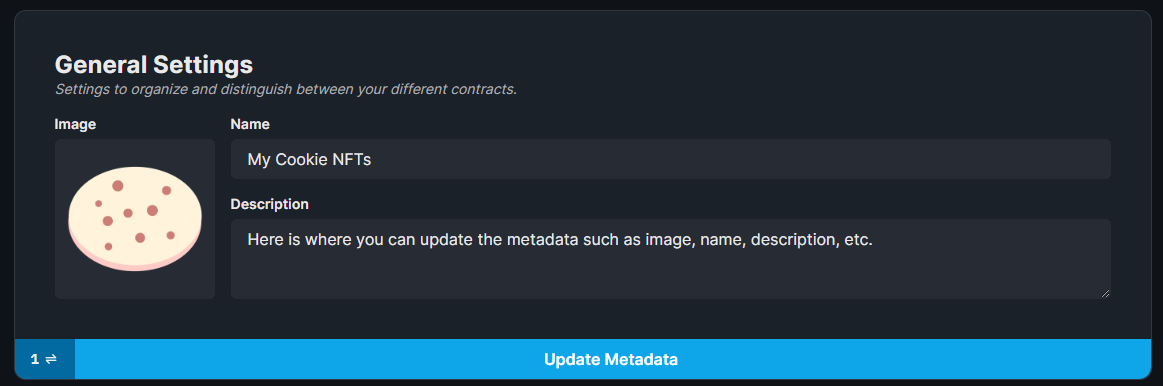 General Settings
Settings to organize and distinguish between your different contracts.
Image
Name
My Cookie NFTs
Description
Here is where you can update the metadata such as image, name, description, etc.
1 ⇌
Update Metadata